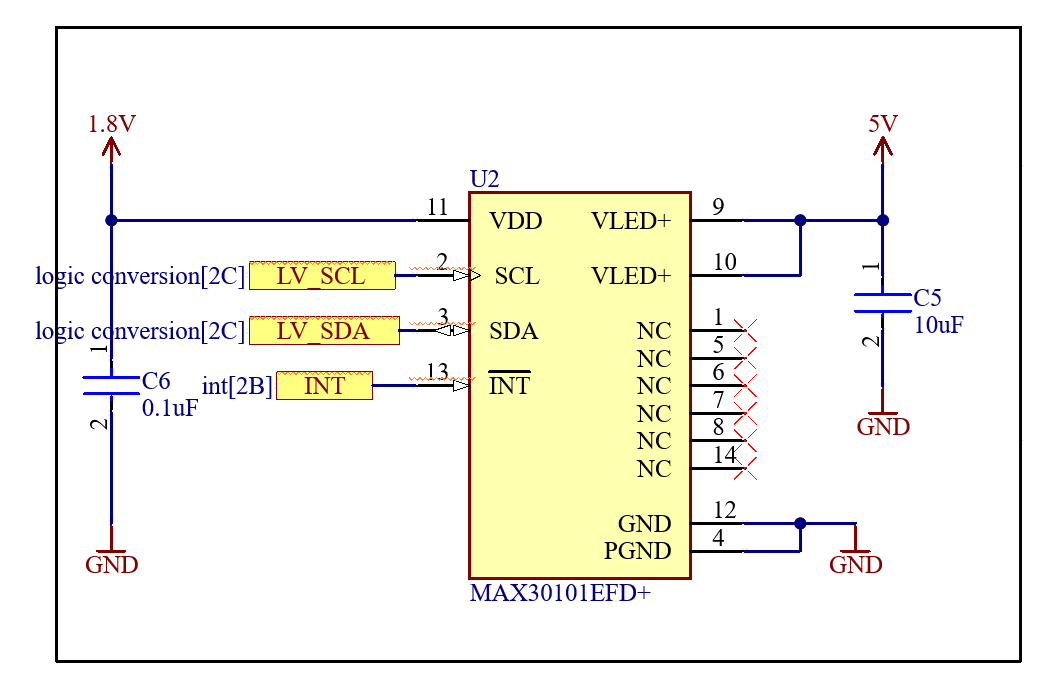 1.8V
5V
U2
11 VDD VLED+ 9
logic conversion[2C] LV_SCL 2 SCL VLED+ 10
logic conversion[2C] LV_SDA 3 SDA NC 1
NC 5
int[2B] INT 13 INT NC 6
NC 7
NC 8
NC 14
GND 12
PGND 4
1
C6
0.1uF
2
GND
1
C5
10uF
2
GND
GND
MAX30101EFD+